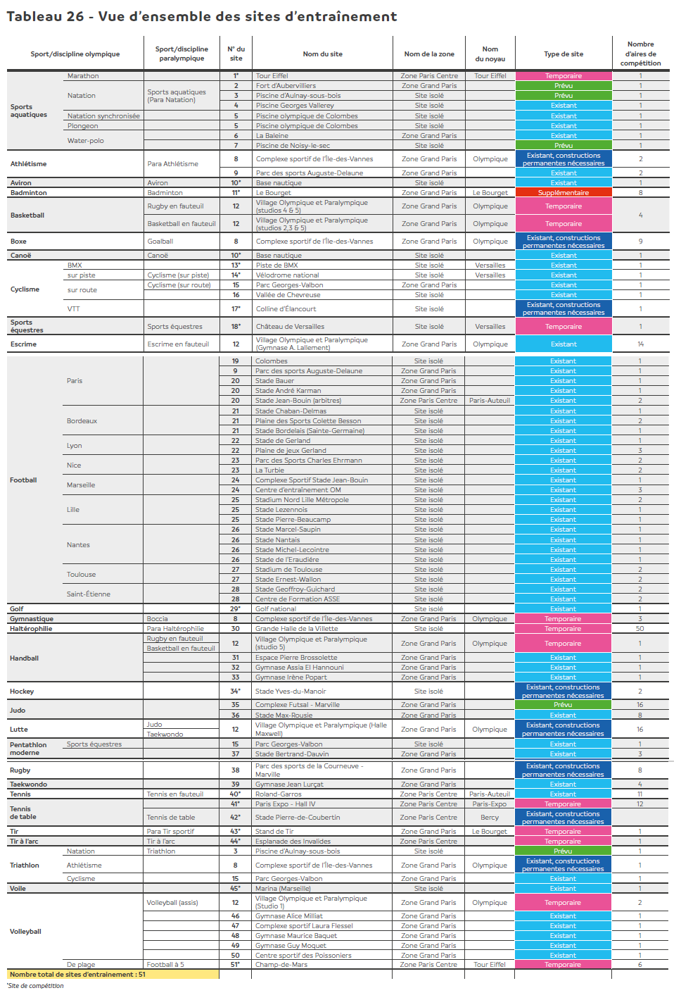 Tableau 26 - Vue d’ensemble des sites d’entraînement
Sport/discipline olympique Sport/discipline paralympique N° du site Nom du site Nom de la zone Nom du noyau Type de site Nombre d’aires de compétition
Sports aquatiques Marathon 1* Tour Eiffel Zone Paris Centre Tour Eiffel Temporaire 1
Natation Sports aquatiques (Para Natation) 2 Fort d’Aubervilliers Zone Grand Paris Prévu 1
3 Piscine d’Aulnay-sous-bois Site isolé Prévu 1
4 Piscine Georges Vallerey Site isolé Existant 1
Natation synchronisée 5 Piscine olympique de Colombes Site isolé Existant 1
Plongeon 5 Piscine olympique de Colombes Site isolé Existant 1
Water-polo 6 La Baleine Zone Grand Paris Existant 1
7 Piscine de Noisy-le-sec Site isolé Prévu 1
Athlétisme Para Athlétisme 8 Complexe sportif de l’Île-des-Vannes Zone Grand Paris Olympique Existant, constructions permanentes nécessaires 2
9 Parc des sports Auguste-Delaune Zone Grand Paris Existant 2
Aviron Aviron 10* Base nautique Site isolé Existant 1
Badminton Badminton 11* Le Bourget Zone Grand Paris Le Bourget Supplémentaire 8
Basketball Rugby en fauteuil 12 Village Olympique et Paralympique (studios 4 & 5) Zone Grand Paris Olympique Temporaire 4
Basketball en fauteuil 12 Village Olympique et Paralympique (studios 2,3 & 5) Zone Grand Paris Olympique Temporaire
Boxe Goalball 8 Complexe sportif de l’Île-des-Vannes Zone Grand Paris Olympique Existant, constructions permanentes nécessaires 9
Canoë Canoë 10* Base nautique Site isolé Existant 1
Cyclisme BMX 13* Piste de BMX Site isolé Versailles Existant 1
sur piste Cyclisme (sur piste) 14* Vélodrome national Site isolé Versailles Existant 1
sur route Cyclisme (sur route) 15 Parc Georges-Valbon Zone Grand Paris Existant 1
16 Vallée de Chevreuse Site isolé Existant 1
VTT 17* Colline d’Élancourt Site isolé Existant, constructions permanentes nécessaires 1
Sports équestres Sports équestres 18* Château de Versailles Site isolé Versailles Temporaire 1
Escrime Escrime en fauteuil 12 Village Olympique et Paralympique (Gymnase A. Lallement) Zone Grand Paris Olympique Existant 14
Football Paris 19 Colombes Site isolé Existant 1
9 Parc des sports Auguste-Delaune Zone Grand Paris Existant 1
20 Stade Bauer Zone Grand Paris Existant 1
20 Stade André Karman Zone Grand Paris Existant 1
20 Stade Jean-Bouin (arbitres) Zone Paris Centre Paris-Auteuil Existant 2
Bordeaux 21 Stade Chaban-Delmas Site isolé Existant 1
21 Plaine des Sports Colette Besson Site isolé Existant 2
21 Stade Bordelais (Sainte-Germaine) Site isolé Existant 1
Lyon 22 Stade de Gerland Site isolé Existant 1
22 Plaine de jeux Gerland Site isolé Existant 3
Nice 23 Parc des Sports Charles Ehrmann Site isolé Existant 2
23 La Turbie Site isolé Existant 2
Marseille 24 Complexe Sportif Stade Jean-Bouin Site isolé Existant 1
24 Centre d’entraînement OM Site isolé Existant 3
Lille 25 Stadium Nord Lille Métropole Site isolé Existant 2
25 Stade Lezennois Site isolé Existant 1
25 Stade Pierre-Beaucamp Site isolé Existant 1
Nantes 26 Stade Marcel-Saupin Site isolé Existant 1
26 Stade Nantais Site isolé Existant 1
26 Stade Michel-Lecointre Site isolé Existant 1
26 Stade de l’Eraudière Site isolé Existant 1
Toulouse 27 Stadium de Toulouse Site isolé Existant 2
27 Stade Ernest-Wallon Site isolé Existant 2
Saint-Étienne 28 Stade Geoffroy-Guichard Site isolé Existant 2
28 Centre de Formation ASSE Site isolé Existant 2
Golf 29* Golf national Site isolé Existant 1
Gymnastique Boccia 8 Complexe sportif de l’Île-des-Vannes Zone Grand Paris Olympique Temporaire 3
Haltérophilie Para Haltérophilie 30 Grande Halle de la Villette Site isolé Temporaire 50
Handball Rugby en fauteuil Basketball en fauteuil 12 Village Olympique et Paralympique (studio 5) Zone Grand Paris Olympique Temporaire 1
31 Espace Pierre Brossolette Zone Grand Paris Existant 1
32 Gymnase Assia El Hannouni Zone Grand Paris Existant 1
33 Gymnase Irène Popart Zone Grand Paris Existant 1
Hockey 34* Stade Yves-du-Manoir Site isolé Existant, constructions permanentes nécessaires 2
Judo 35 Complexe Futsal - Marville Zone Grand Paris Prévu 16
36 Stade Max-Rousie Zone Grand Paris Existant 8
Lutte Judo Taekwondo 12 Village Olympique et Paralympique (Halle Maxwell) Zone Grand Paris Olympique Existant, constructions permanentes nécessaires 16
Pentathlon moderne Sports équestres 15 Parc Georges-Valbon Site isolé Existant 1
37 Stade Bertrand-Dauvin Zone Grand Paris Existant 3
Rugby 38 Parc des sports de la Courneuve - Marville Zone Grand Paris Existant, constructions permanentes nécessaires 8
Taekwondo 39 Gymnase Jean Lurçat Zone Grand Paris Existant 4
Tennis Tennis en fauteuil 40* Roland-Garros Zone Paris Centre Paris-Auteuil Existant 11
Tennis de table 41* Paris Expo - Hall IV Zone Paris Centre Paris-Expo Temporaire 12
Tennis de table 42* Stade Pierre-de-Coubertin Zone Paris Centre Bercy Existant, constructions permanentes nécessaires
Tir Para Tir sportif 43* Stand de Tir Zone Grand Paris Le Bourget Temporaire 1
Tir à l’arc Tir à l’arc 44* Esplanade des Invalides Zone Paris Centre Temporaire 1
Triathlon Natation Triathlon 3 Piscine d’Aulnay-sous-bois Site isolé Prévu 1
Athlétisme 8 Complexe sportif de l’Île-des-Vannes Zone Grand Paris Olympique Existant, constructions permanentes nécessaires 1
Cyclisme 15 Parc Georges-Valbon Zone Grand Paris Existant 1
Voile 45* Marina (Marseille) Site isolé Existant 1
Volleyball Volleyball (assis) 12 Village Olympique et Paralympique (Studio 1) Zone Grand Paris Olympique Temporaire 2
46 Gymnase Alice Milliat Zone Grand Paris Existant 1
47 Complexe sportif Laura Flessel Zone Grand Paris Existant 1
48 Gymnase Maurice Baquet Zone Grand Paris Existant 1
49 Gymnase Guy Moquet Zone Grand Paris Existant 1
50 Centre sportif des Poissoniers Zone Grand Paris Existant 1
De plage Football à 5 51* Champ-de-Mars Zone Paris Centre Tour Eiffel Temporaire 6
Nombre total de sites d’entrainement : 51
*Site de compétition